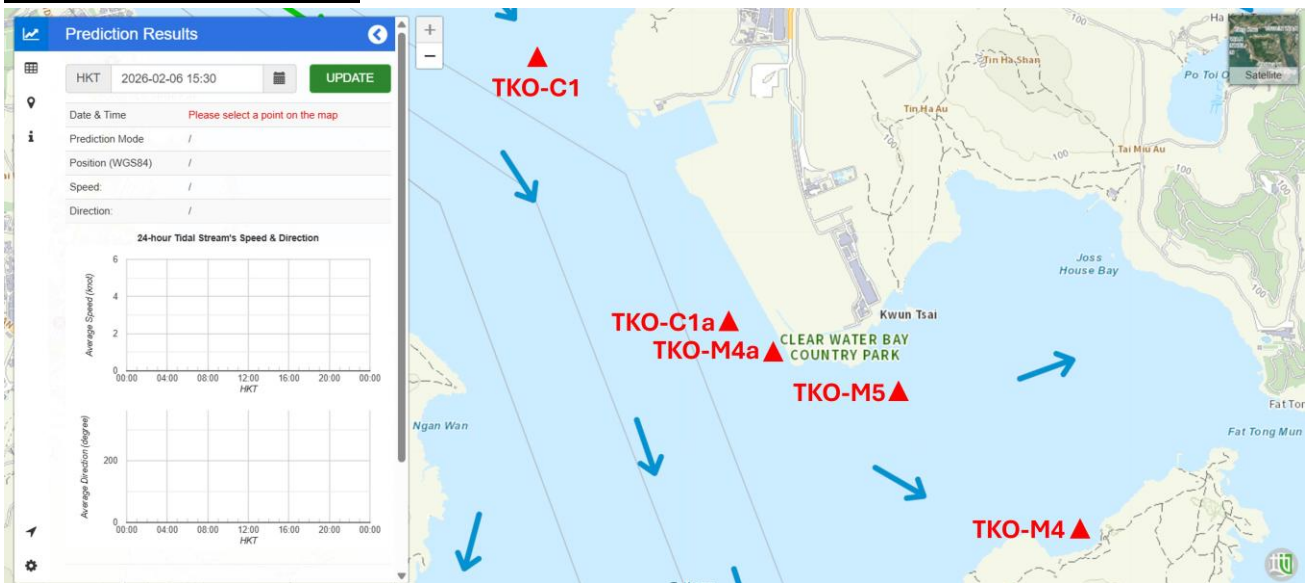 Prediction Results
HKT 2026-02-06 15:30 UPDATE
Date & Time Please select a point on the map
Prediction Mode /
Position (WGS84) /
Speed: /
Direction: /
24-hour Tidal Stream's Speed & Direction
Average Speed (knot)
6
4
2
0
00:00 04:00 08:00 12:00 16:00 20:00 00:00
HKT
Average Direction (degree)
200
0
00:00 04:00 08:00 12:00 16:00 20:00 00:00
HKT
+
−
TKO-C1
100
Tin Ha Shan
Ha
Po Toi O
Satellite
Tin Ha Au
100
Tai Miu Au
100
Joss
House Bay
100
Kwun Tsai
TKO-C1a
CLEAR WATER BAY
COUNTRY PARK
TKO-M4a
TKO-M5
Ngan Wan
Fat Ton
Fat Tong Mun
TKO-M4